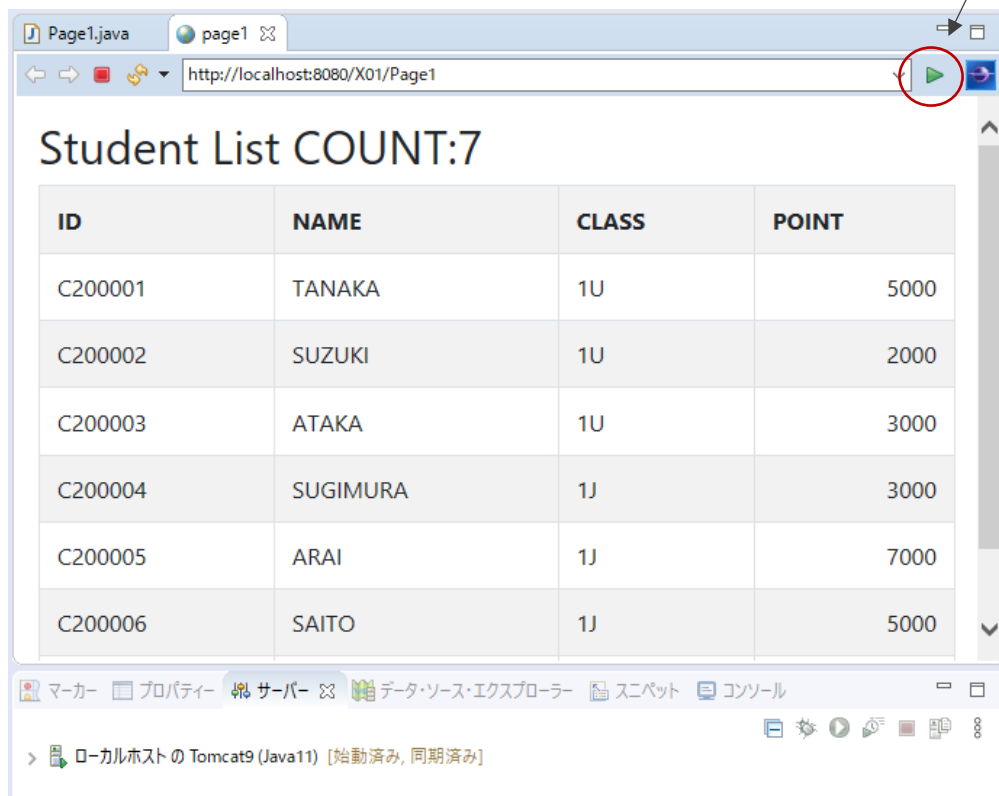 Page1.java page1
http://localhost:8080/X01/Page1
Student List COUNT:7
ID NAME CLASS POINT
C200001 TANAKA 1U 5000
C200002 SUZUKI 1U 2000
C200003 ATAKA 1U 3000
C200004 SUGIMURA 1J 3000
C200005 ARAI 1J 7000
C200006 SAITO 1J 5000
マーカー プロパティー サーバー データ・ソース・エクスプローラー スニペット コンソール
ローカルホスト の Tomcat9 (Java11) [始動済み, 同期済み]